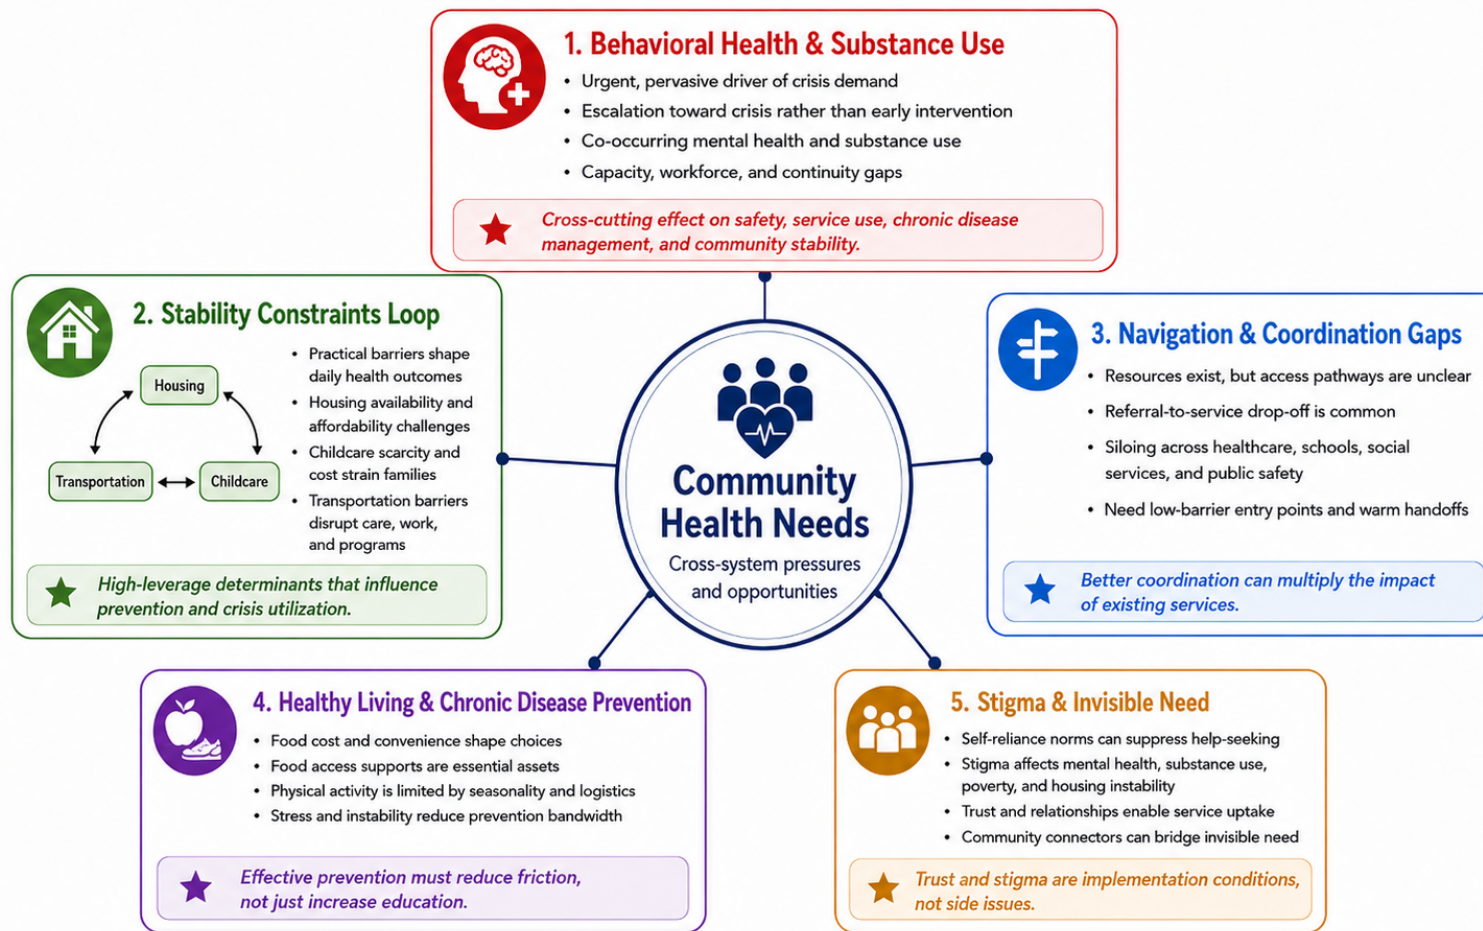 1. Behavioral Health & Substance Use
• Urgent, pervasive driver of crisis demand
• Escalation toward crisis rather than early intervention
• Co-occurring mental health and substance use
• Capacity, workforce, and continuity gaps
Cross-cutting effect on safety, service use, chronic disease
management, and community stability.
2. Stability Constraints Loop
Housing
Transportation
Childcare
• Practical barriers shape
daily health outcomes
• Housing availability and
affordability challenges
• Childcare scarcity and
cost strain families
• Transportation barriers
disrupt care, work,
and programs
High-leverage determinants that influence
prevention and crisis utilization.
Community
Health Needs
Cross-system pressures
and opportunities
3. Navigation & Coordination Gaps
• Resources exist, but access pathways are unclear
• Referral-to-service drop-off is common
• Siloing across healthcare, schools, social
services, and public safety
• Need low-barrier entry points and warm handoffs
Better coordination can multiply the impact
of existing services.
4. Healthy Living & Chronic Disease Prevention
• Food cost and convenience shape choices
• Food access supports are essential assets
• Physical activity is limited by seasonality and logistics
• Stress and instability reduce prevention bandwidth
Effective prevention must reduce friction,
not just increase education.
5. Stigma & Invisible Need
• Self-reliance norms can suppress help-seeking
• Stigma affects mental health, substance use,
poverty, and housing instability
• Trust and relationships enable service uptake
• Community connectors can bridge invisible need
Trust and stigma are implementation conditions,
not side issues.